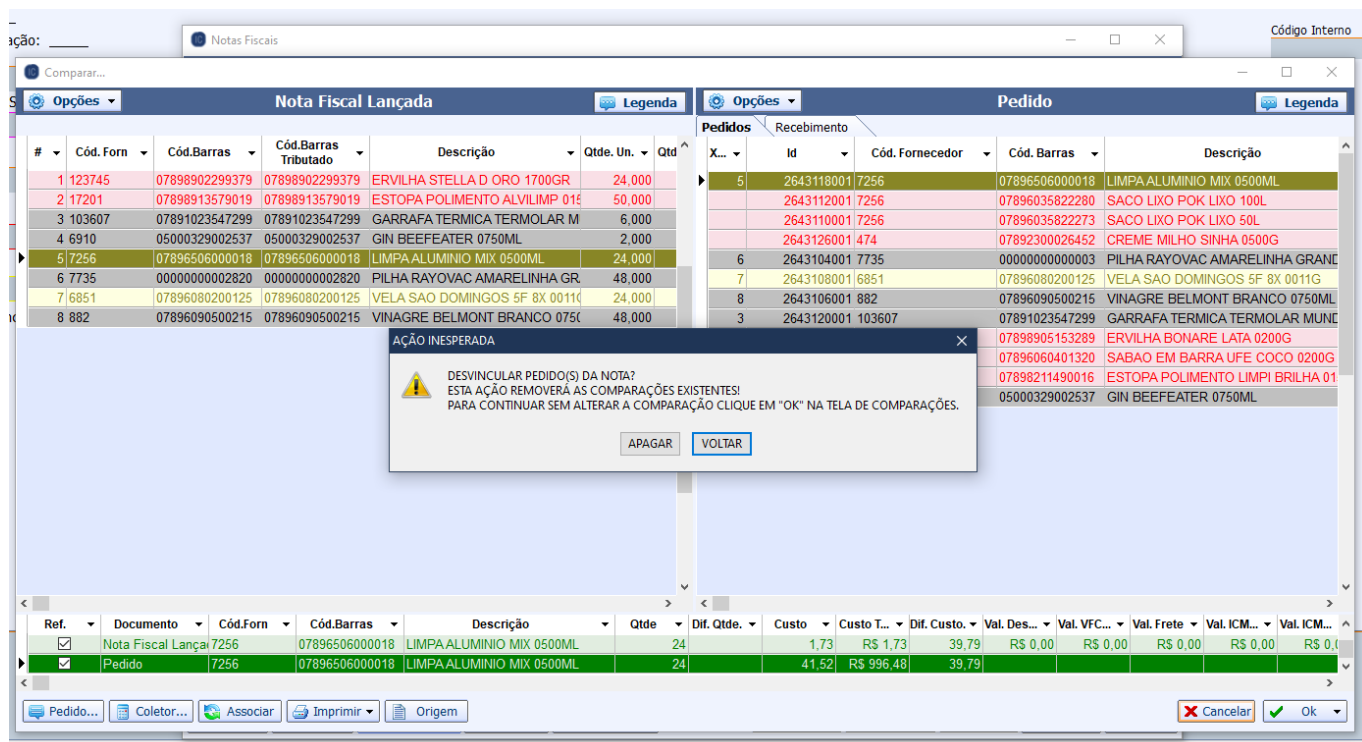 ação: _____
Notas Fiscais
Código Interno
Comparar...
Opções
Nota Fiscal Lançada
Legenda
Opções
Pedido
Legenda
Pedidos
Recebimento
#
Cód. Forn
Cód.Barras
Cód.Barras Tributado
Descrição
Qtde. Un.
Qtd
1 123745 07898902299379 07898902299379 ERVILHA STELLA D ORO 1700GR 24,000
2 17201 07898913579019 07898913579019 ESTOPA POLIMENTO ALVILIMP 015 50,000
3 103607 07891023547299 07891023547299 GARRAFA TERMICA TERMOLAR M 6,000
4 6910 05000329002537 05000329002537 GIN BEEFEATER 0750ML 2,000
5 7256 07896506000018 07896506000018 LIMPA ALUMINIO MIX 0500ML 24,000
6 7735 00000000002820 00000000002820 PILHA RAYOVAC AMARELINHA GR 48,000
7 6851 07896080200125 07896080200125 VELA SAO DOMINGOS 5F 8X 0011G 24,000
8 882 07896090500215 07896090500215 VINAGRE BELMONT BRANCO 0750 48,000
X...
Id
Cód. Fornecedor
Cód. Barras
Descrição
5 2643118001 7256 07896506000018 LIMPA ALUMINIO MIX 0500ML
2643112001 7256 07896035822280 SACO LIXO POK LIXO 100L
2643110001 7256 07896035822273 SACO LIXO POK LIXO 50L
2643126001 474 07892300026452 CREME MILHO SINHA 0500G
6 2643104001 7735 00000000000003 PILHA RAYOVAC AMARELINHA GRANDE
7 2643108001 6851 07896080200125 VELA SAO DOMINGOS 5F 8X 0011G
8 2643106001 882 07896090500215 VINAGRE BELMONT BRANCO 0750ML
3 2643120001 103607 07891023547299 GARRAFA TERMICA TERMOLAR MUND
07898905153289 ERVILHA BONARE LATA 0200G
07896060401320 SABAO EM BARRA UFE COCO 0200G
07898211490016 ESTOPA POLIMENTO LIMPI BRILHA 01
05000329002537 GIN BEEFEATER 0750ML
AÇÃO INESPERADA
DESVINCULAR PEDIDO(S) DA NOTA?
ESTA AÇÃO REMOVERÁ AS COMPARAÇÕES EXISTENTES!
PARA CONTINUAR SEM ALTERAR A COMPARAÇÃO CLIQUE EM "OK" NA TELA DE COMPARAÇÕES.
APAGAR
VOLTAR
Ref. Documento Cód.Forn Cód.Barras Descrição Qtde Dif. Qtde. Custo Custo T... Dif. Custo. Val. Des... Val. VFC... Val. Frete Val. ICM... Val. ICM...
Nota Fiscal Lança 7256 07896506000018 LIMPA ALUMINIO MIX 0500ML 24 1,73 R$ 1,73 39,79 R$ 0,00 R$ 0,00 R$ 0,00 R$ 0,00 R$ 0,0
Pedido 7256 07896506000018 LIMPA ALUMINIO MIX 0500ML 24 41,52 R$ 996,48 39,79
Pedido...
Coletor...
Associar
Imprimir
Origem
Cancelar
Ok